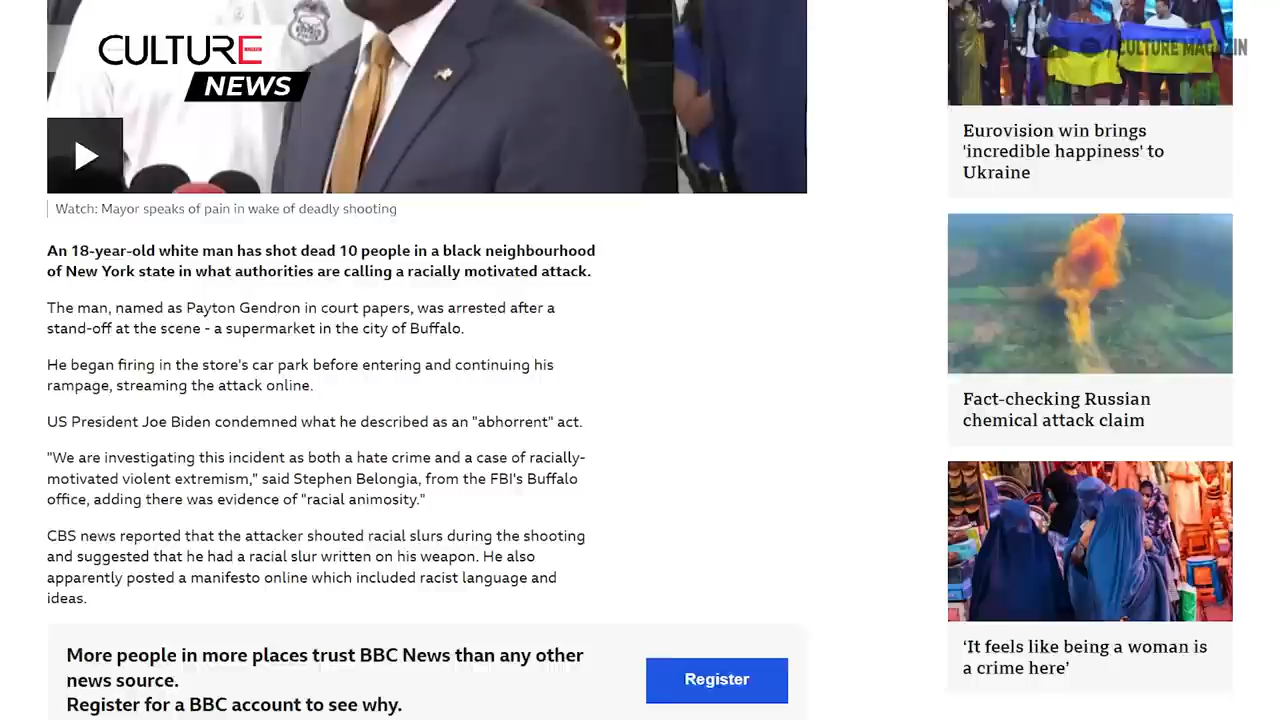 CULTURE
NEWS
CULTURE MAGAZIN
Watch: Mayor speaks of pain in wake of deadly shooting
An 18-year-old white man has shot dead 10 people in a black neighbourhood
of New York state in what authorities are calling a racially motivated attack.
The man, named as Payton Gendron in court papers, was arrested after a
stand-off at the scene - a supermarket in the city of Buffalo.
He began firing in the store's car park before entering and continuing his
rampage, streaming the attack online.
US President Joe Biden condemned what he described as an "abhorrent" act.
"We are investigating this incident as both a hate crime and a case of racially-
motivated violent extremism," said Stephen Belongia, from the FBI's Buffalo
office, adding there was evidence of "racial animosity."
CBS news reported that the attacker shouted racial slurs during the shooting
and suggested that he had a racial slur written on his weapon. He also
apparently posted a manifesto online which included racist language and
ideas.
More people in more places trust BBC News than any other
news source.
Register for a BBC account to see why.
Register
Eurovision win brings
'incredible happiness' to
Ukraine
Fact-checking Russian
chemical attack claim
‘It feels like being a woman is
a crime here’